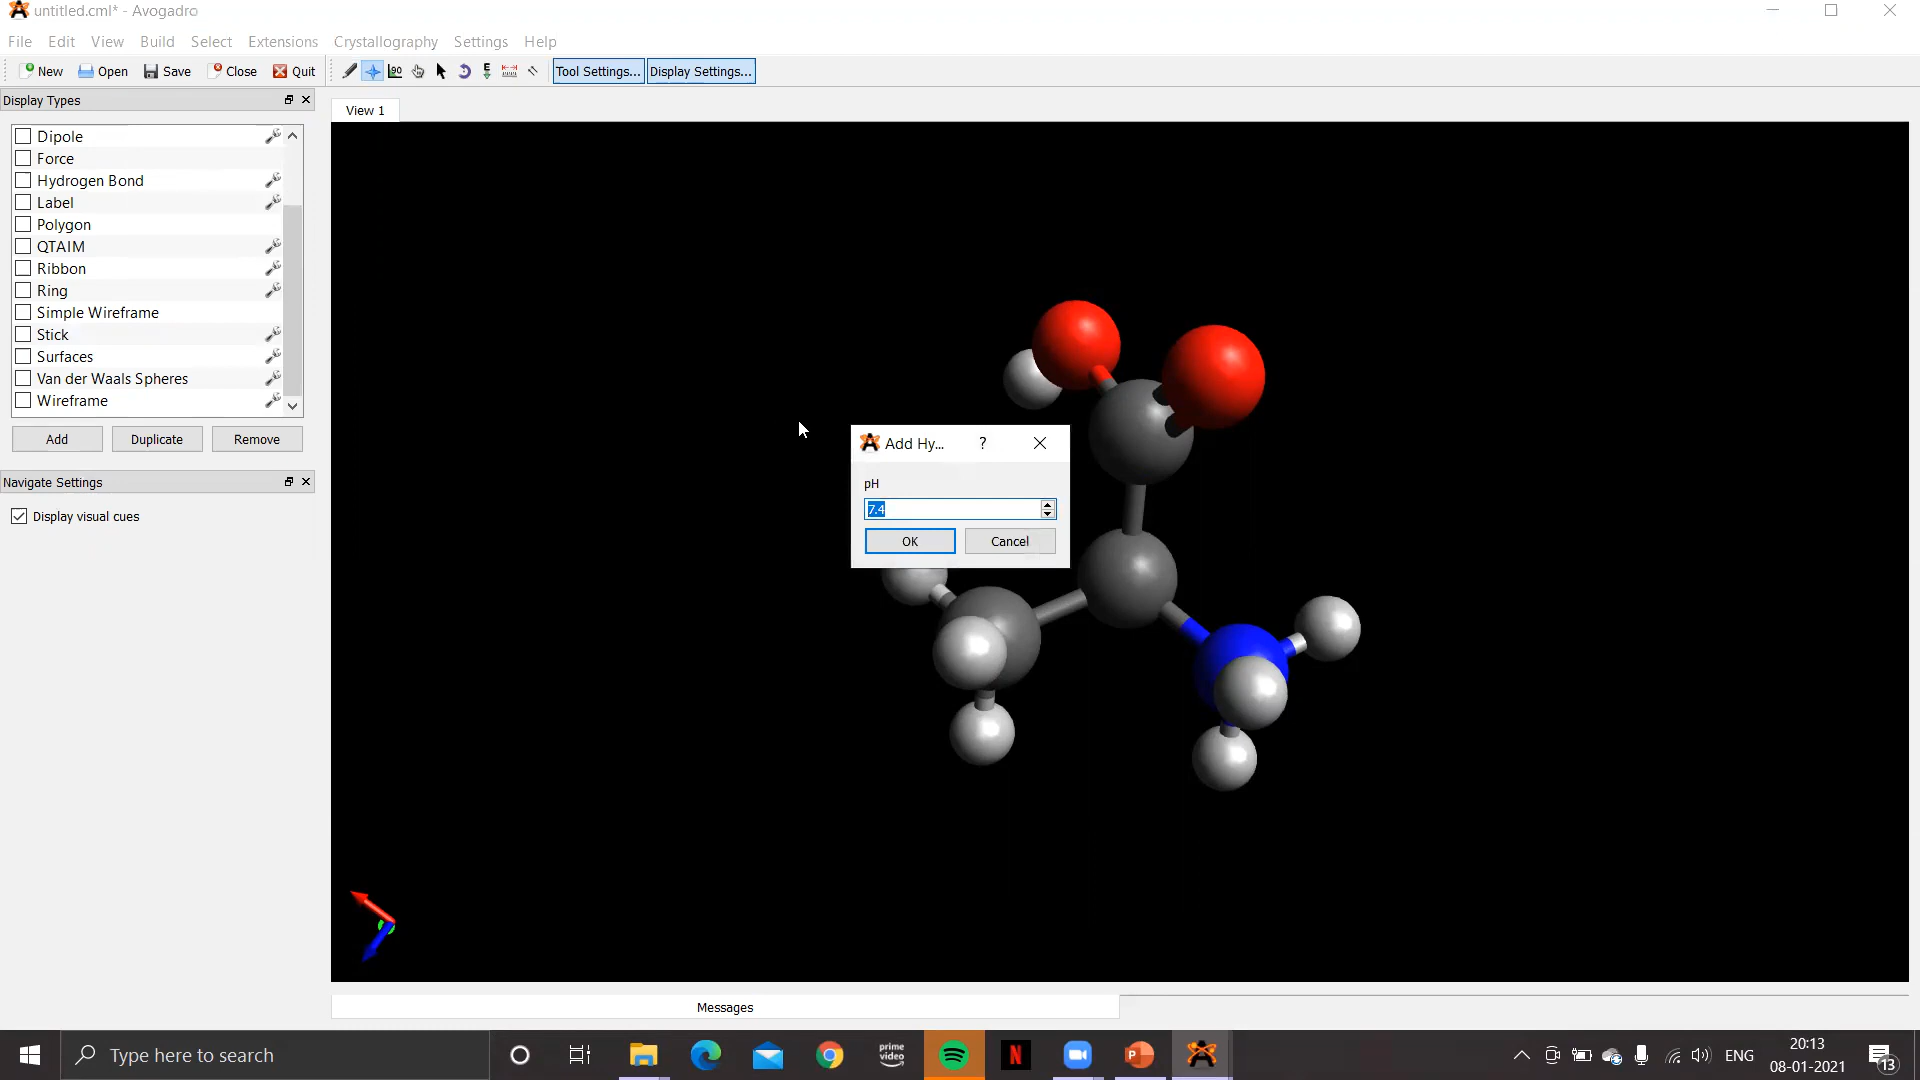 untitled.cml* - Avogadro
File Edit View Build Select Extensions Crystallography Settings Help
New Open Save Close Quit Tool Settings... Display Settings...
Display Types
View 1
Dipole
Force
Hydrogen Bond
Label
Polygon
QTAIM
Ribbon
Ring
Simple Wireframe
Stick
Surfaces
Van der Waals Spheres
Wireframe
Add Duplicate Remove
Navigate Settings
Display visual cues
Add Hy... ?
pH
7.4
OK Cancel
Messages
Type here to search
prime video
ENG
20:13
08-01-2021
13